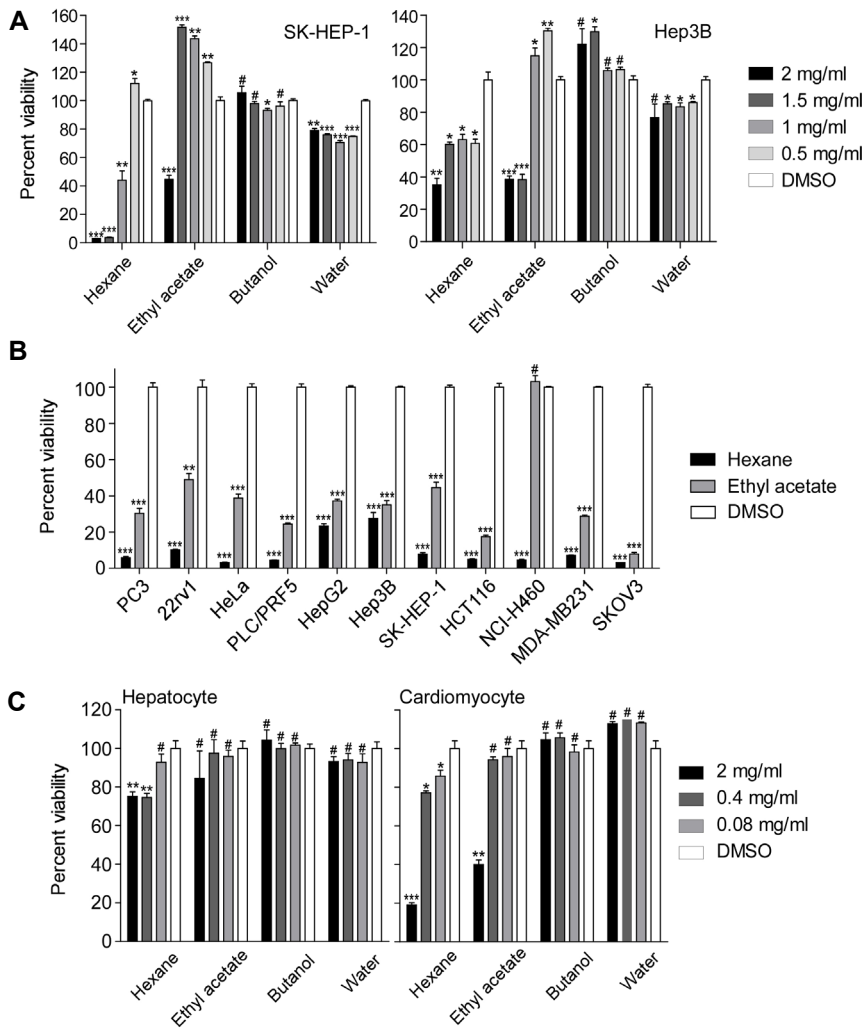 A
SK-HEP-1
Hep3B
Percent viability
160
140
120
100
80
60
40
20
0
*** *** ** * *** *** ** ** # # * # ** *** *** ***
Hexane
Ethyl acetate
Butanol
Water
140
120
100
80
60
40
20
0
** * * * *** *** * ** # * # # # * * *
Hexane
Ethyl acetate
Butanol
Water
2 mg/ml
1.5 mg/ml
1 mg/ml
0.5 mg/ml
DMSO
B
Percent viability
100
80
60
40
20
0
*** *** *** ** *** *** *** *** *** *** *** *** *** *** *** *** *** # *** *** *** ***
PC3
22rv1
HeLa
PLC/PRF5
HepG2
Hep3B
SK-HEP-1
HCT116
NCI-H460
MDA-MB231
SKOV3
Hexane
Ethyl acetate
DMSO
C
Hepatocyte
Cardiomyocyte
Percent viability
120
100
80
60
40
20
0
** ** # # # # # # # # # #
Hexane
Ethyl acetate
Butanol
Water
*** * * ** # # # # # # # #
Hexane
Ethyl acetate
Butanol
Water
2 mg/ml
0.4 mg/ml
0.08 mg/ml
DMSO